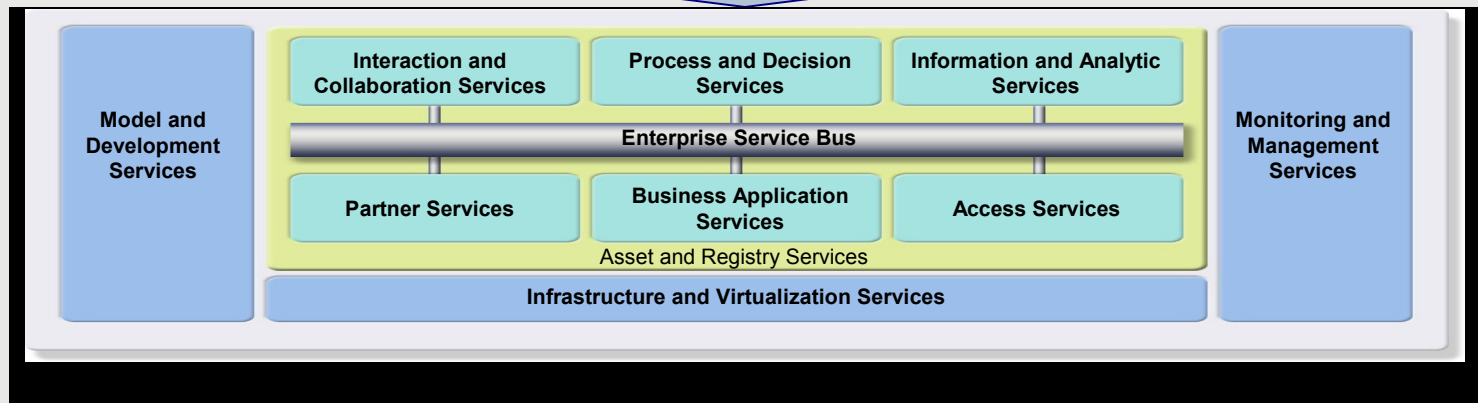 Model and
Development
Services
Interaction and
Collaboration Services
Process and Decision
Services
Information and Analytic
Services
Enterprise Service Bus
Partner Services
Business Application
Services
Access Services
Asset and Registry Services
Infrastructure and Virtualization Services
Monitoring and
Management
Services